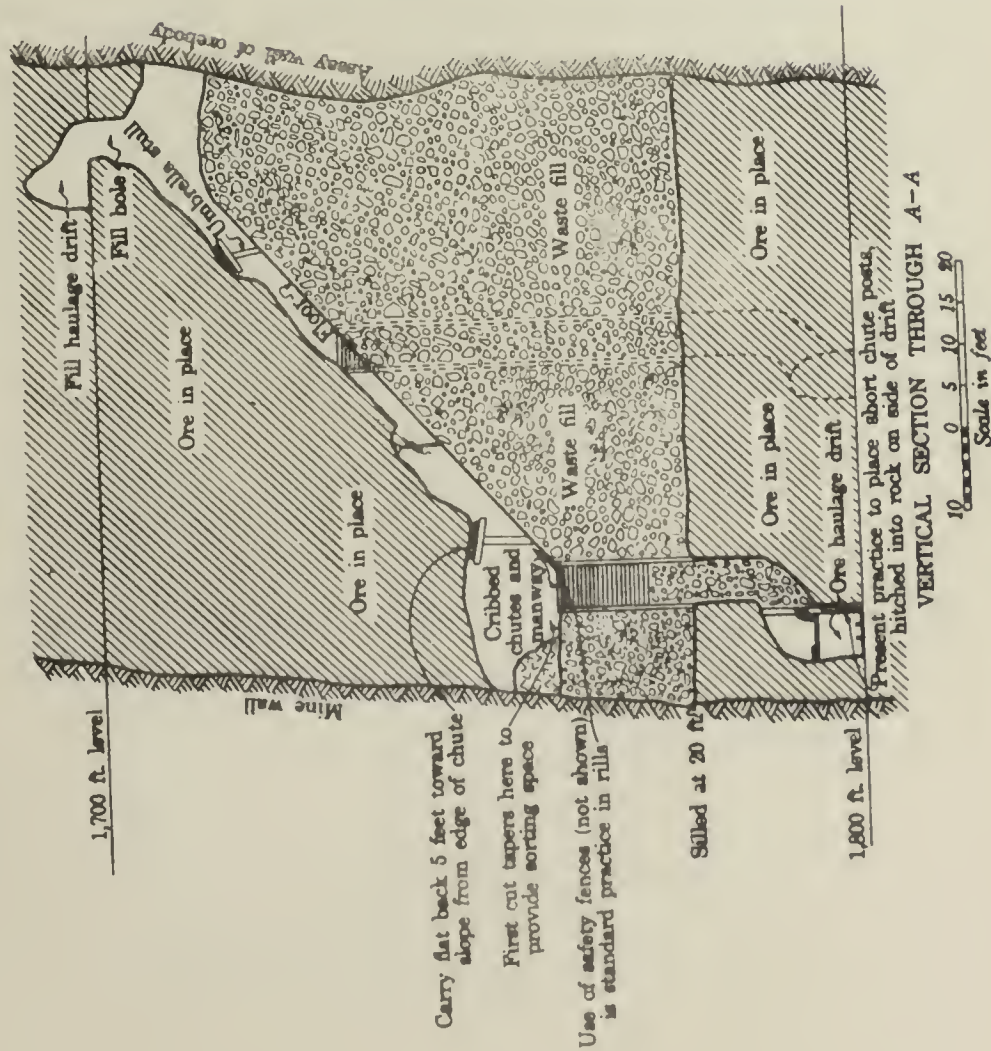 Assay wall of orebody
Fill haulage drift
1,700 ft. level
Fill hole
Umbrella stull
Ore in place
Floor
Ore in place
Mine wall
Carry flat back 5 feet toward
slope from edge of chute
Cribbed
chutes and
manway
First cut tapers here to
provide sorting space
Use of safety fences (not shown)
is standard practice in rills
Waste fill
Waste fill
Silled at 20 ft.
Ore in place
Ore in place
Ore haulage drift
1,800 ft. level
Present practice to place short chute posts,
hitched into rock on side of drift
VERTICAL SECTION THROUGH A-A
10 0 5 10 15 20
Scale in feet